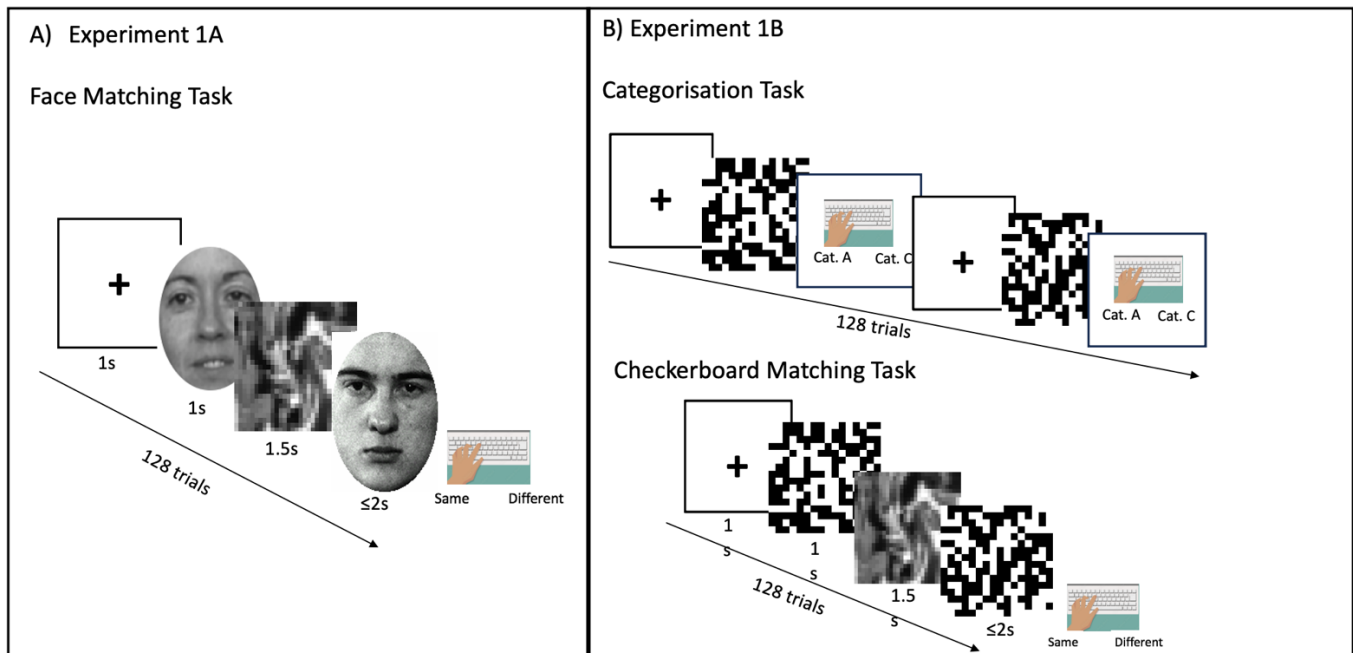 A) Experiment 1A
Face Matching Task
1s
1s
1.5s
≤2s
Same Different
128 trials
B) Experiment 1B
Categorisation Task
Cat. A Cat. C
Cat. A Cat. C
128 trials
Checkerboard Matching Task
1
s
1
s
1.5
s
≤2s
Same Different
128 trials